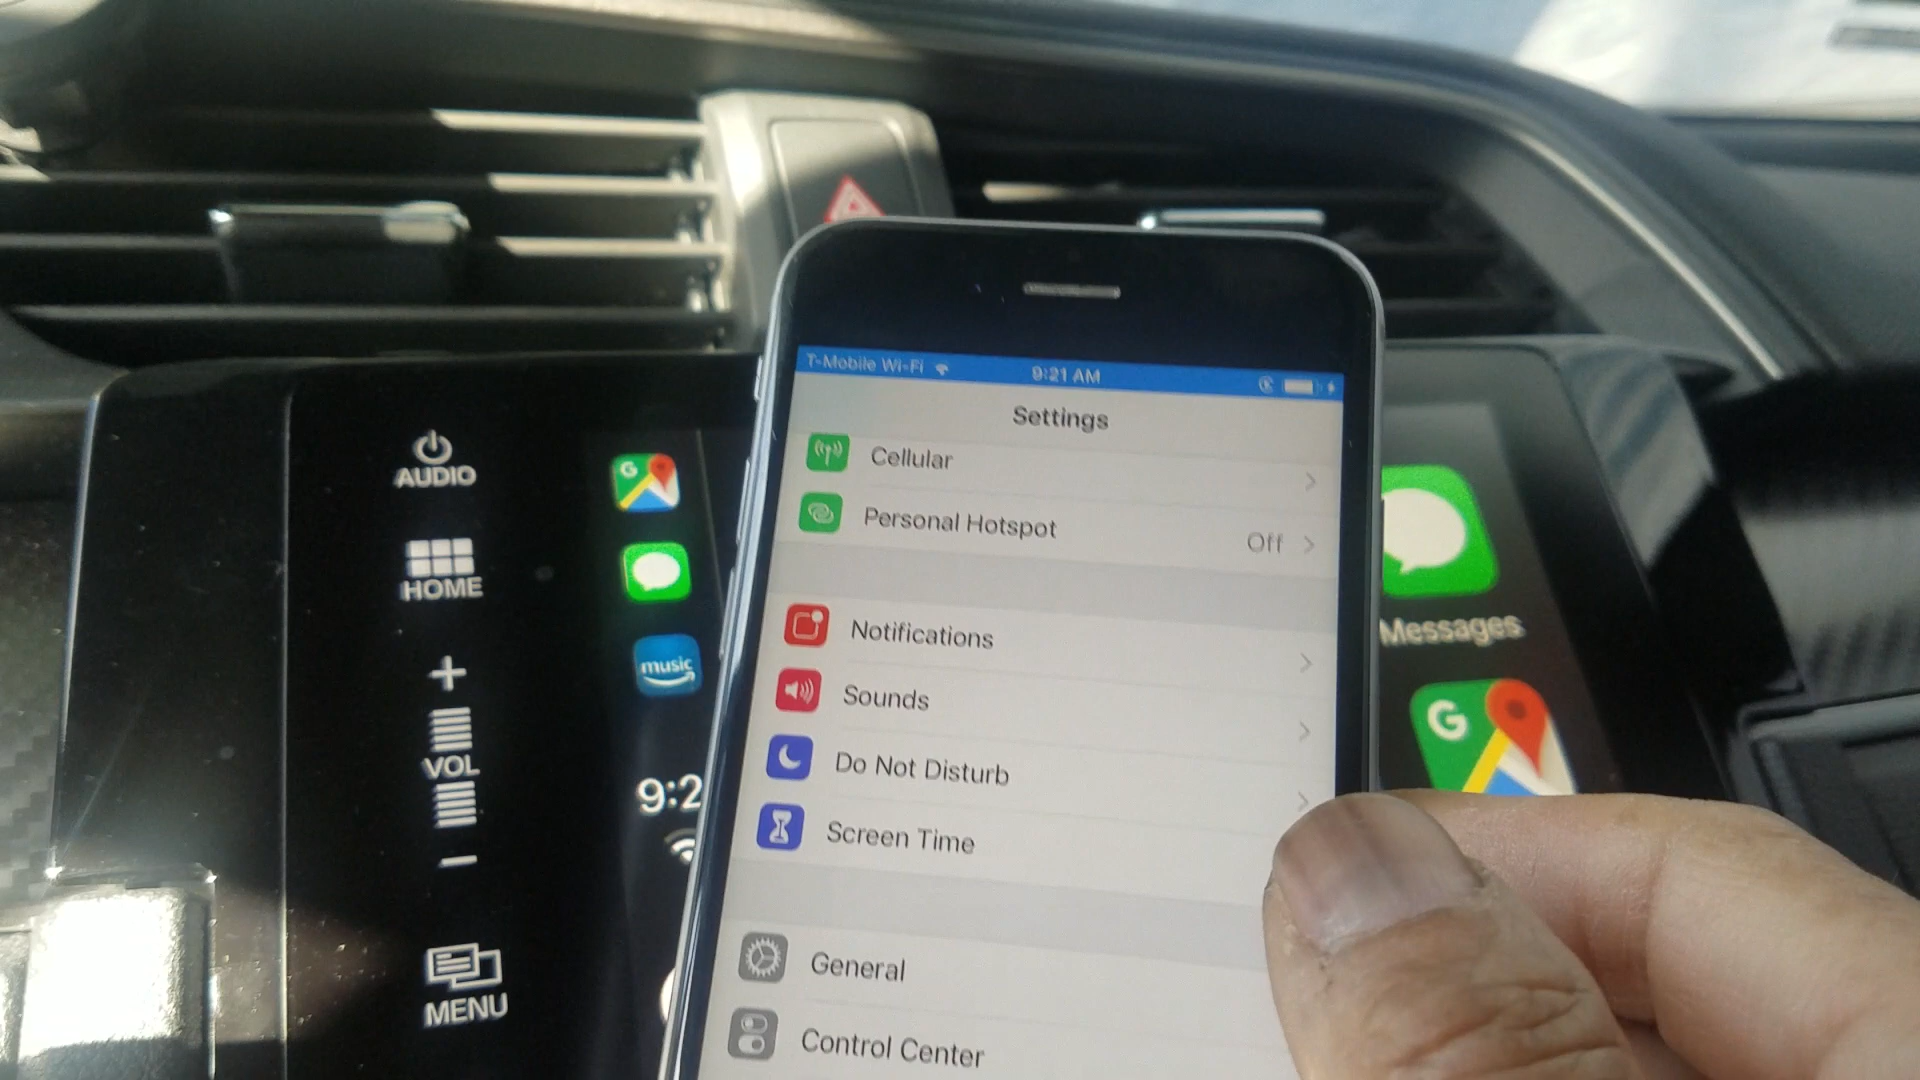 AUDIO
HOME
+
VOL
−
MENU
G
music
9:2
T-Mobile Wi-Fi
9:21 AM
Settings
Cellular
Personal Hotspot
Off
Notifications
Sounds
Do Not Disturb
Screen Time
General
Control Center
Messages
G